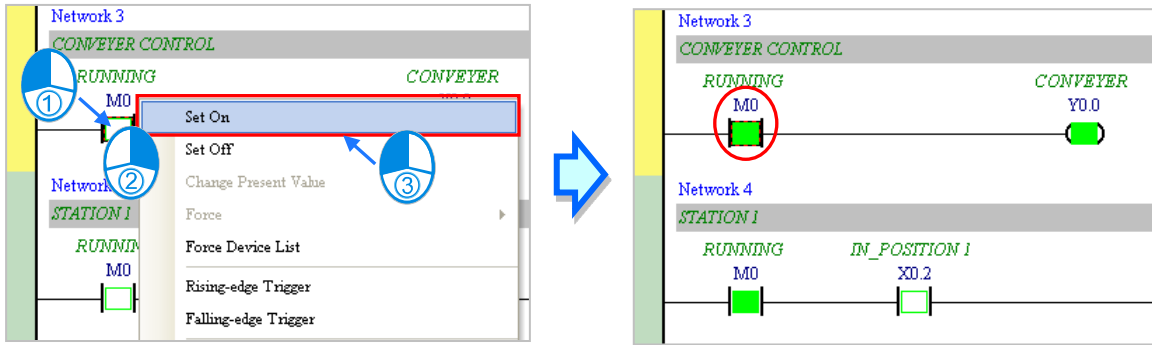 Network 3
CONVEYER CONTROL
RUNNING
CONVEYER
M0
①
Set On
Set Off
②
③
Change Present Value
Network
STATION 1
Force
RUNNIN
Force Device List
M0
Rising-edge Trigger
Falling-edge Trigger
Network 3
CONVEYER CONTROL
RUNNING
CONVEYER
M0
Y0.0
Network 4
STATION 1
RUNNING
IN_POSITION 1
M0
X0.2